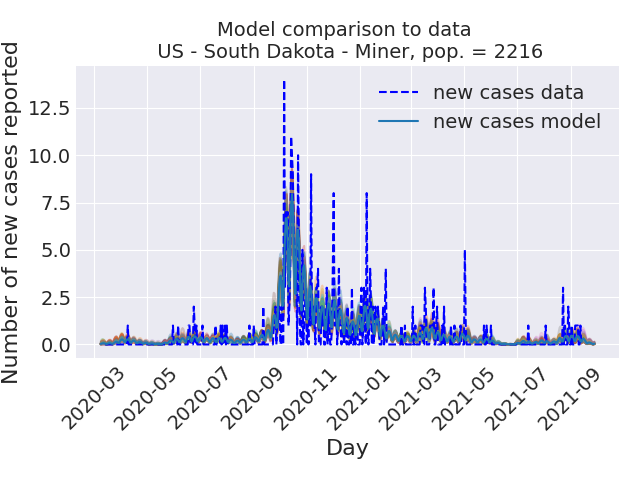 Model comparison to data
US - South Dakota - Miner, pop. = 2216
Number of new cases reported
12.5
10.0
7.5
5.0
2.5
0.0
new cases data
new cases model
2020-03
2020-05
2020-07
2020-09
2020-11
2021-01
2021-03
2021-05
2021-07
2021-09
Day